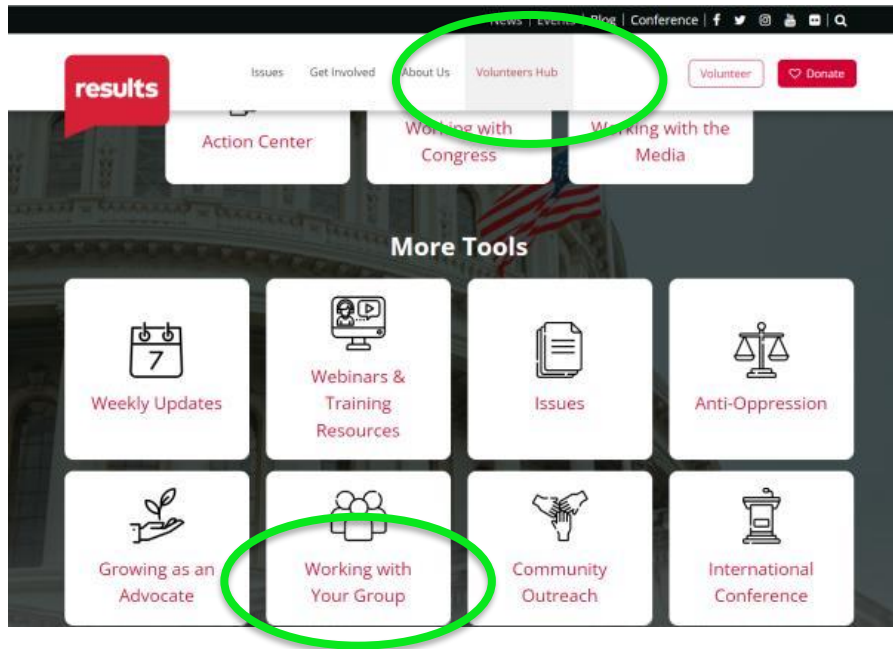 News | Events | Blog | Conference |
results
Issues Get Involved About Us Volunteers Hub Volunteer Donate
Action Center
Working with
Congress
Working with the
Media
More Tools
7
Weekly Updates
Webinars &
Training
Resources
Issues
Anti-Oppression
Growing as an
Advocate
Working with
Your Group
Community
Outreach
International
Conference